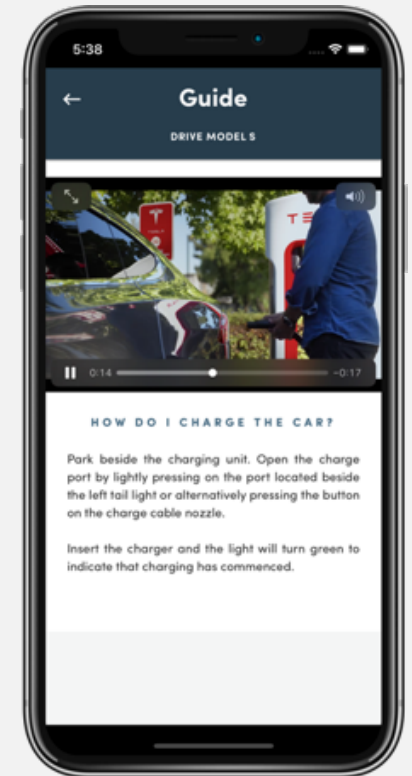 5:38
Guide
DRIVE MODEL S
TESLA
T E
0:14
-0:17
HOW DO I CHARGE THE CAR?
Park beside the charging unit. Open the charge
port by lightly pressing on the port located beside
the left tail light or alternatively pressing the button
on the charge cable nozzle.
Insert the charger and the light will turn green to
indicate that charging has commenced.